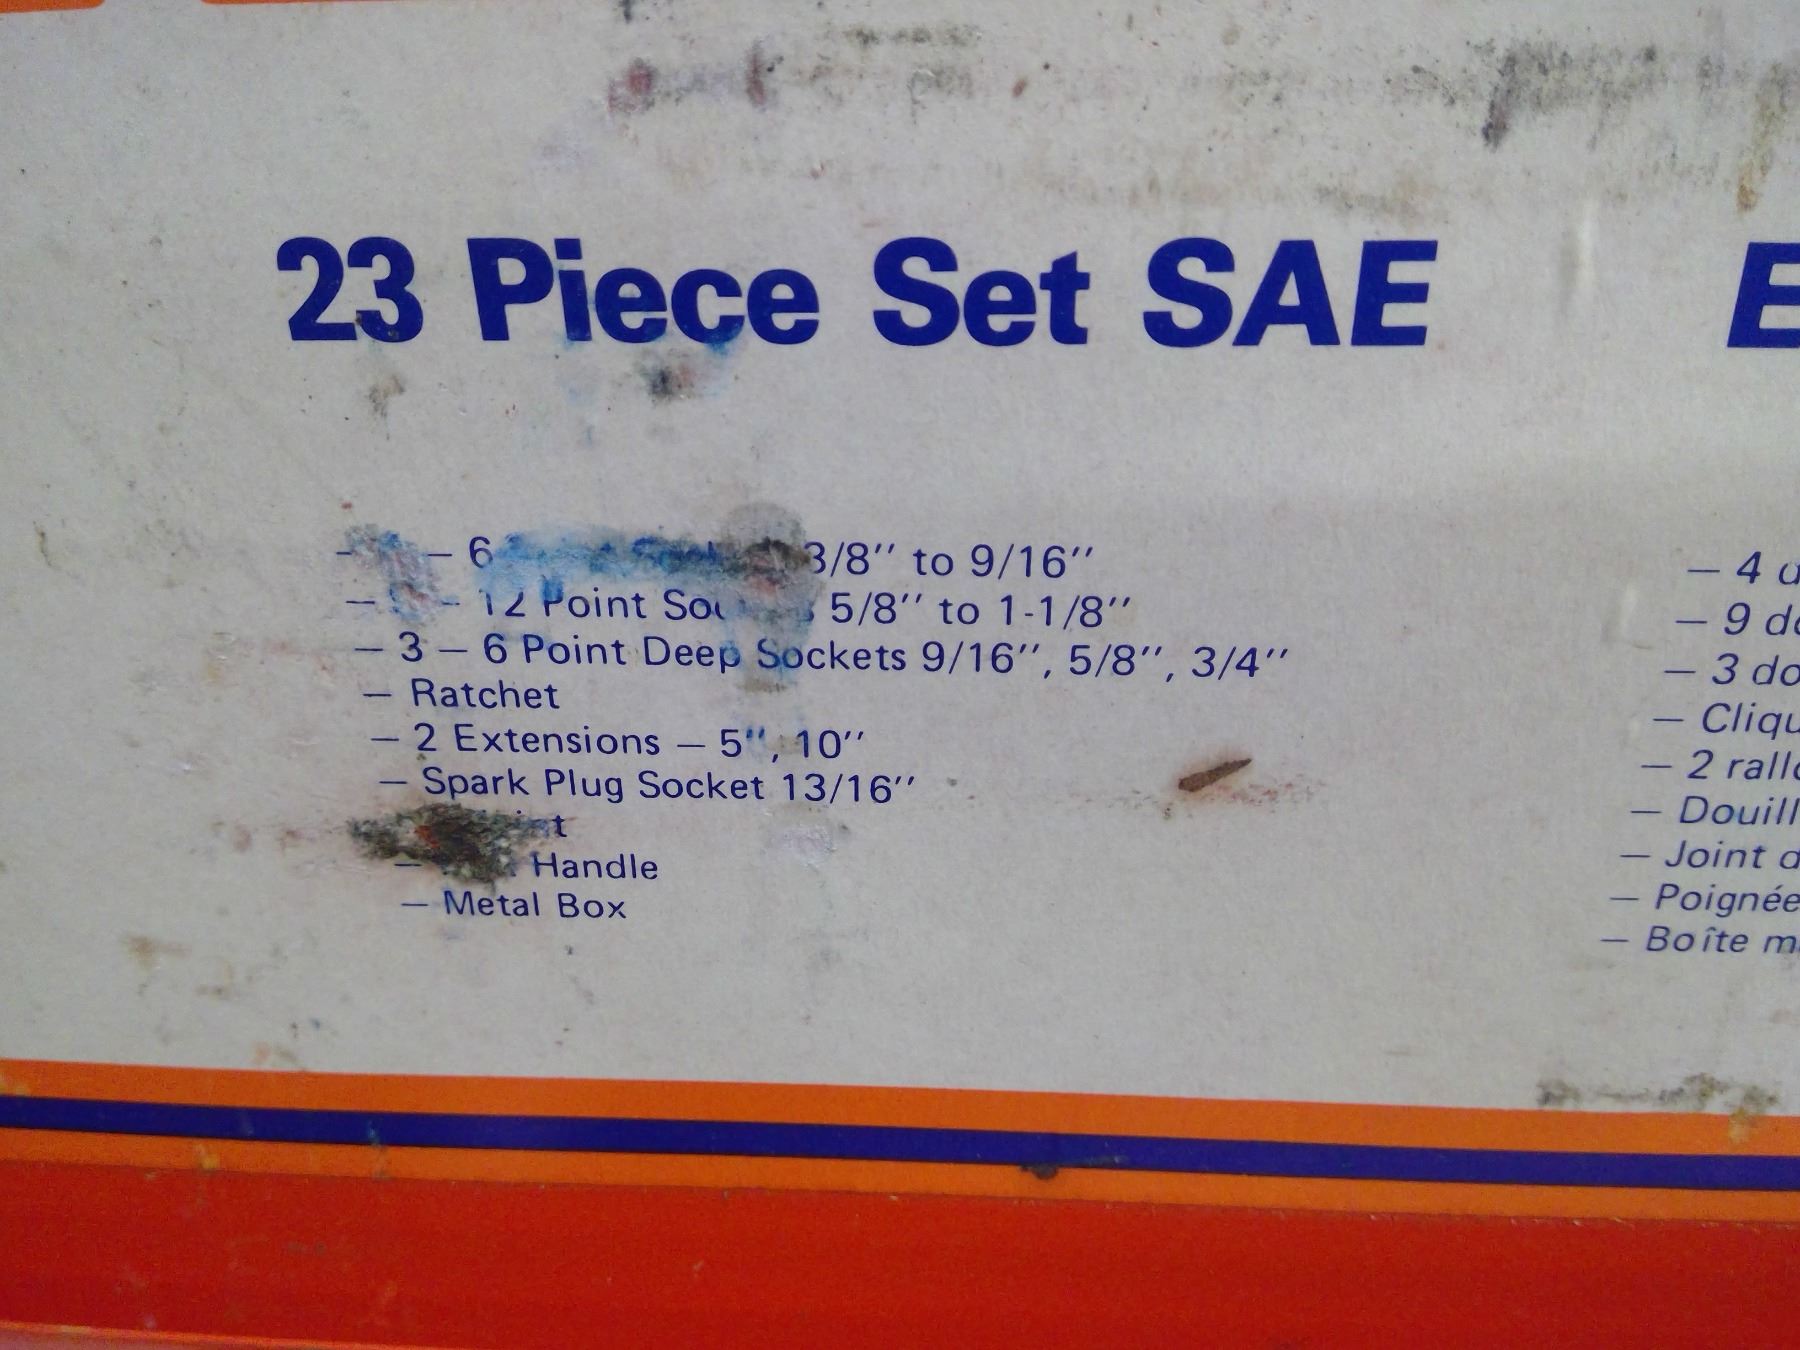 23 Piece Set SAE
– 6 3/8'' to 9/16''
– – 12 Point 5/8'' to 1-1/8''
– 3 – 6 Point Deep Sockets 9/16'', 5/8'', 3/4''
– Ratchet
– 2 Extensions – 5'', 10''
– Spark Plug Socket 13/16''
– Handle
– Metal Box
E
– 4
– 9
– 3
–
– 2
–
– Joint
– Poignée
– Boîte